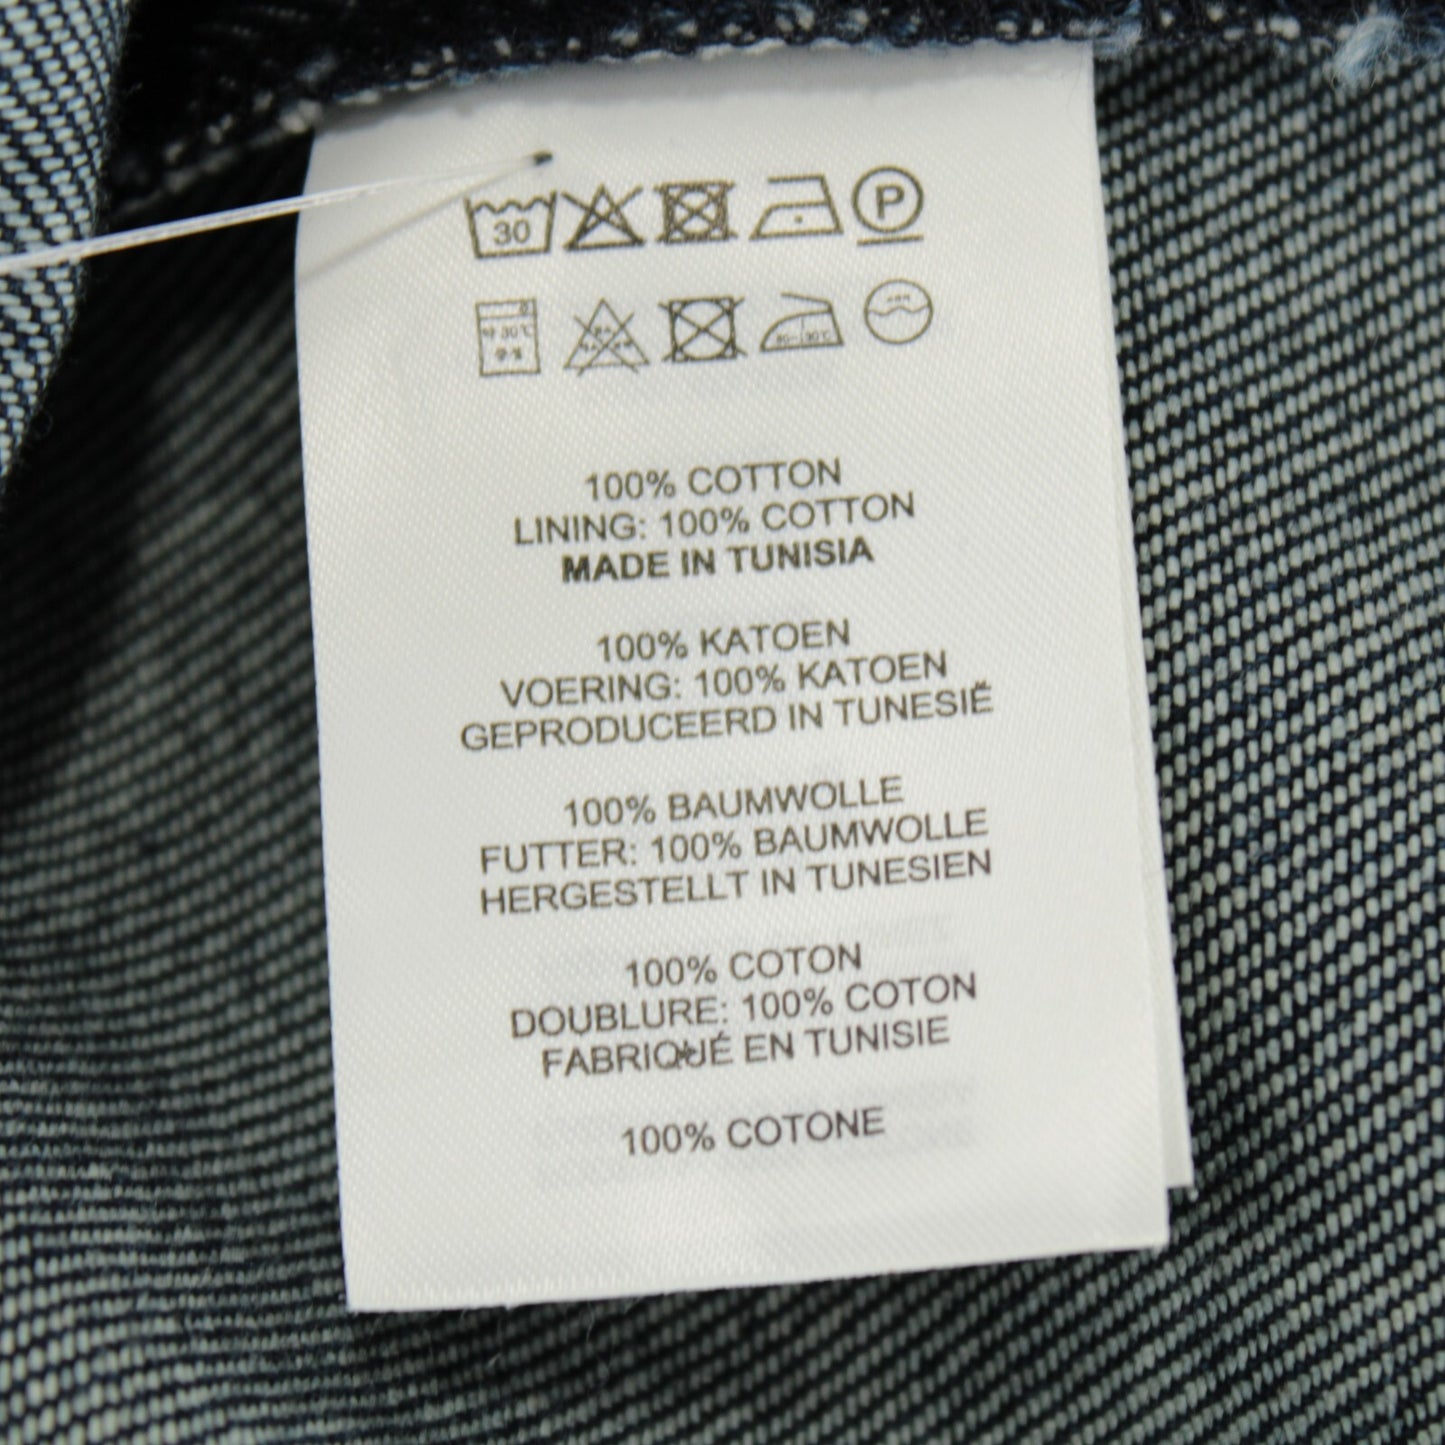 30 P
100% COTTON
LINING: 100% COTTON
MADE IN TUNISIA
100% KATOEN
VOERING: 100% KATOEN
GEPRODUCEERD IN TUNESIË
100% BAUMWOLLE
FUTTER: 100% BAUMWOLLE
HERGESTELLT IN TUNESIEN
100% COTON
DOUBLURE: 100% COTON
FABRIQUÉ EN TUNISIE
100% COTONE